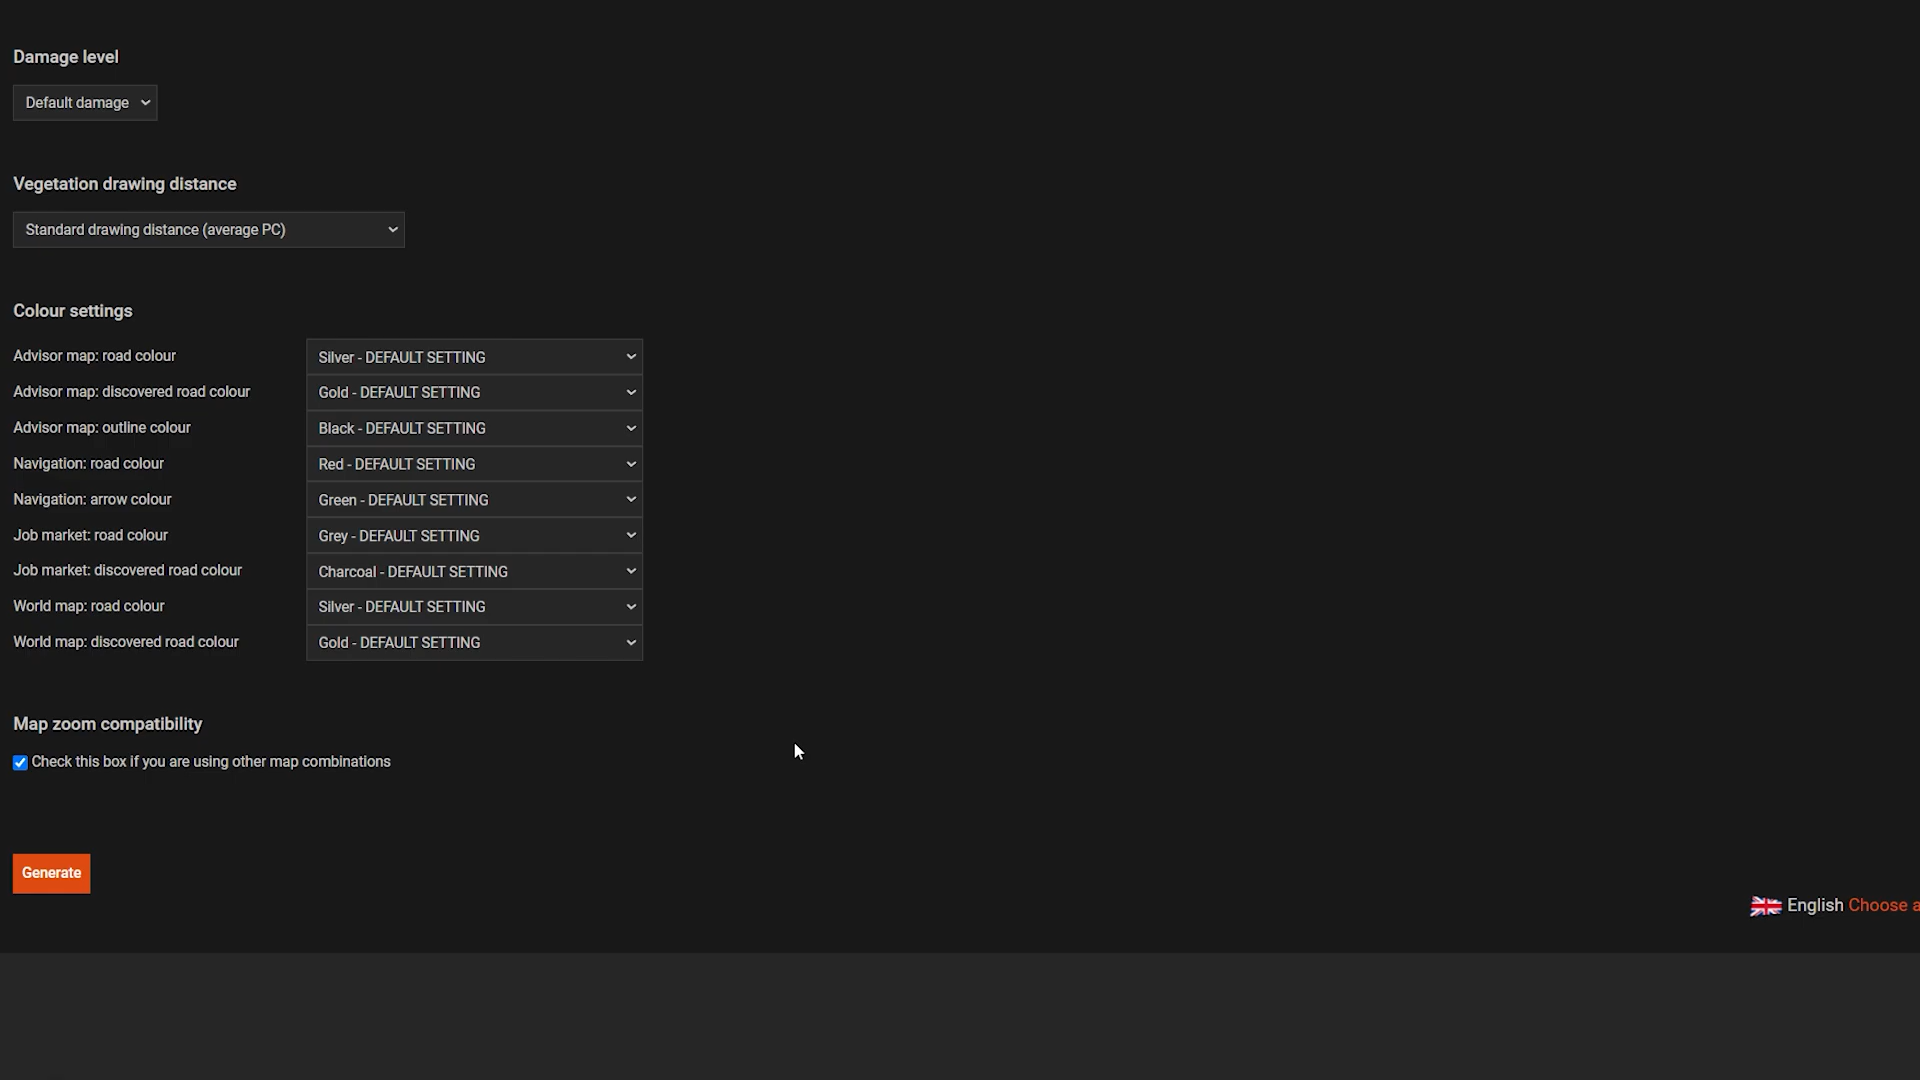 Damage level
Default damage
Vegetation drawing distance
Standard drawing distance (average PC)
Colour settings
Advisor map: road colour Silver - DEFAULT SETTING
Advisor map: discovered road colour Gold - DEFAULT SETTING
Advisor map: outline colour Black - DEFAULT SETTING
Navigation: road colour Red - DEFAULT SETTING
Navigation: arrow colour Green - DEFAULT SETTING
Job market: road colour Grey - DEFAULT SETTING
Job market: discovered road colour Charcoal - DEFAULT SETTING
World map: road colour Silver - DEFAULT SETTING
World map: discovered road colour Gold - DEFAULT SETTING
Map zoom compatibility
Check this box if you are using other map combinations
Generate
English Choose a